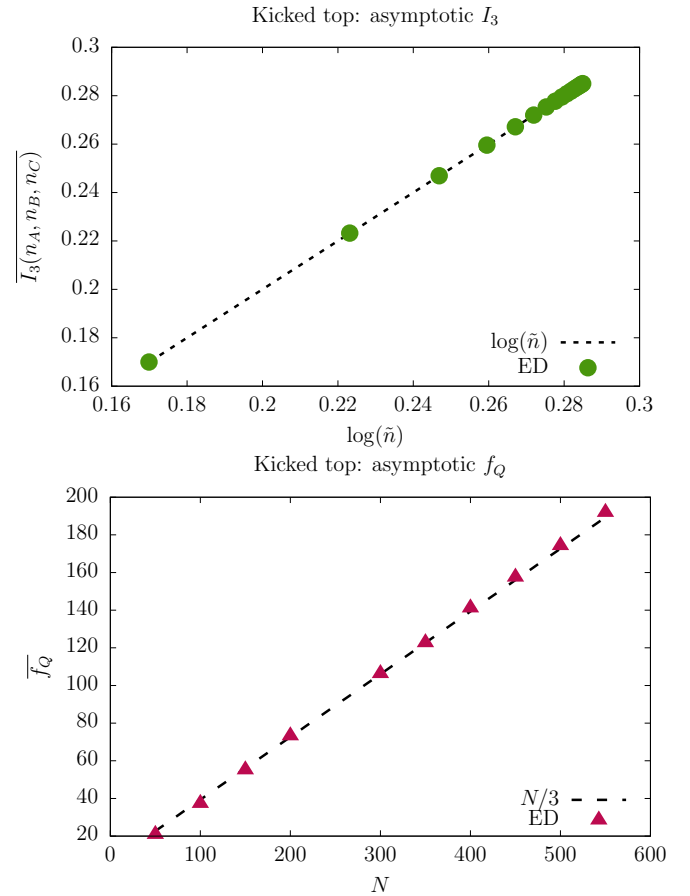 Kicked top: asymptotic I_3
0.3
0.28
0.26
0.24
0.22
0.2
0.18
0.16
\overline{I_3(n_A, n_B, n_C)}
log(ñ)
ED
0.16 0.18 0.2 0.22 0.24 0.26 0.28 0.3
log(ñ)
Kicked top: asymptotic f_Q
200
180
160
140
120
100
80
60
40
20
\overline{f_Q}
N/3
ED
0 100 200 300 400 500 600
N